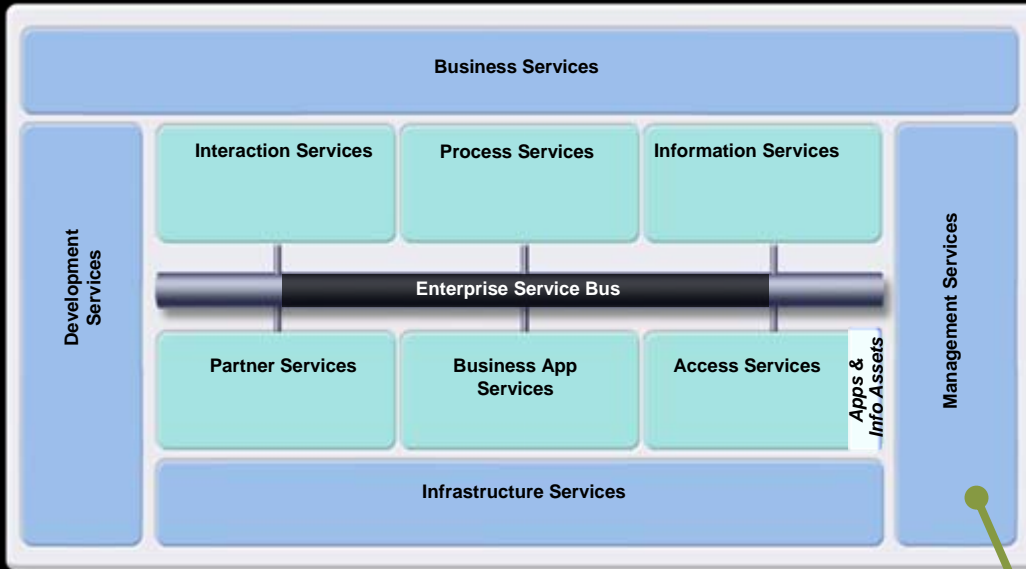 Business Services
Interaction Services
Process Services
Information Services
Development
Services
Enterprise Service Bus
Management Services
Partner Services
Business App
Services
Access Services
Apps &
Info Assets
Infrastructure Services